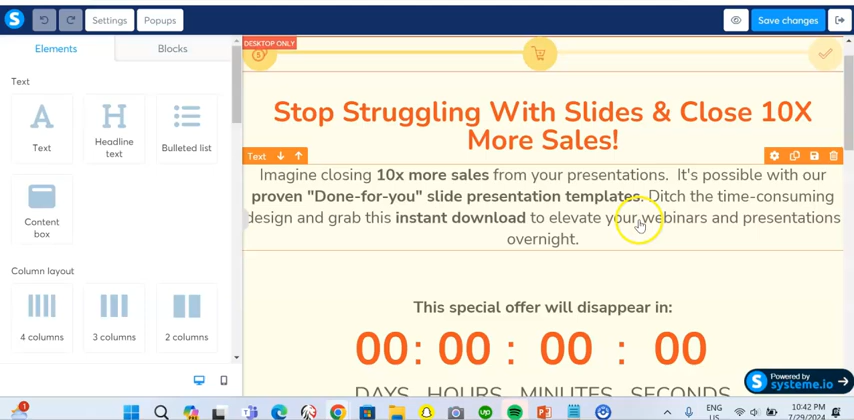 S
Settings
Popups
Save changes
Elements
Blocks
Text
A
Text
H
Headline
text
Bulleted list
Content
box
Column layout
4 columns
3 columns
2 columns
DESKTOP ONLY
Stop Struggling With Slides & Close 10X
More Sales!
Text
Imagine closing 10x more sales from your presentations. It's possible with our
proven "Done-for-you" slide presentation templates. Ditch the time-consuming
design and grab this instant download to elevate your webinars and presentations
overnight.
This special offer will disappear in:
00: 00 : 00 : 00
DAYS HOURS MINUTES SECONDS
S Powered by
systeme.io
1
ENG
US
10:42 PM
7/29/2024